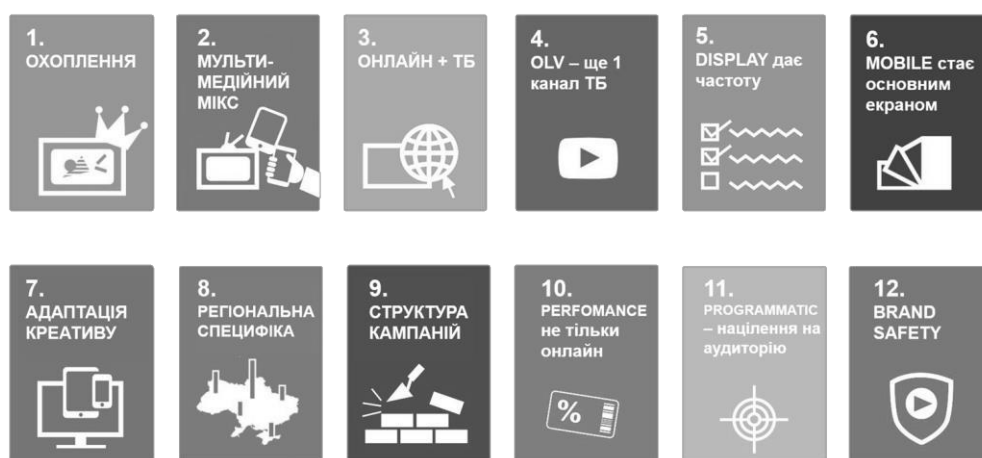 1.
ОХОПЛЕННЯ
2.
МУЛЬТИ-
МЕДІЙНИЙ
МІКС
3.
ОНЛАЙН + ТБ
4.
OLV – ще 1
канал ТБ
5.
DISPLAY дає
частоту
6.
MOBILE стає
основним
екраном
7.
АДАПТАЦІЯ
КРЕАТИВУ
8.
РЕГІОНАЛЬНА
СПЕЦИФІКА
9.
СТРУКТУРА
КАМПАНІЙ
10.
PERFOMANCE
не тільки
онлайн
%
11.
PROGRAMMATIC
– націлення на
аудиторію
12.
BRAND
SAFETY